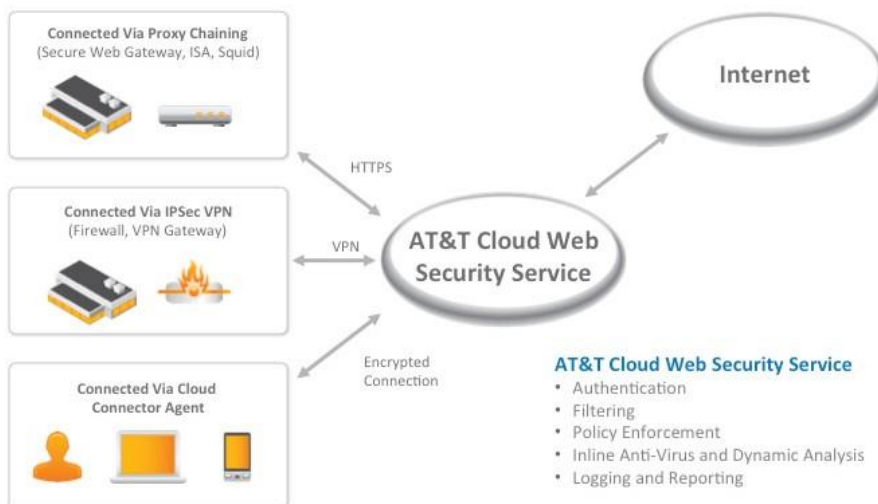 Connected Via Proxy Chaining
(Secure Web Gateway, ISA, Squid)
HTTPS
Internet
Connected Via IPSec VPN
(Firewall, VPN Gateway)
VPN
AT&T Cloud Web
Security Service
Connected Via Cloud
Connector Agent
Encrypted
Connection
AT&T Cloud Web Security Service
• Authentication
• Filtering
• Policy Enforcement
• Inline Anti-Virus and Dynamic Analysis
• Logging and Reporting